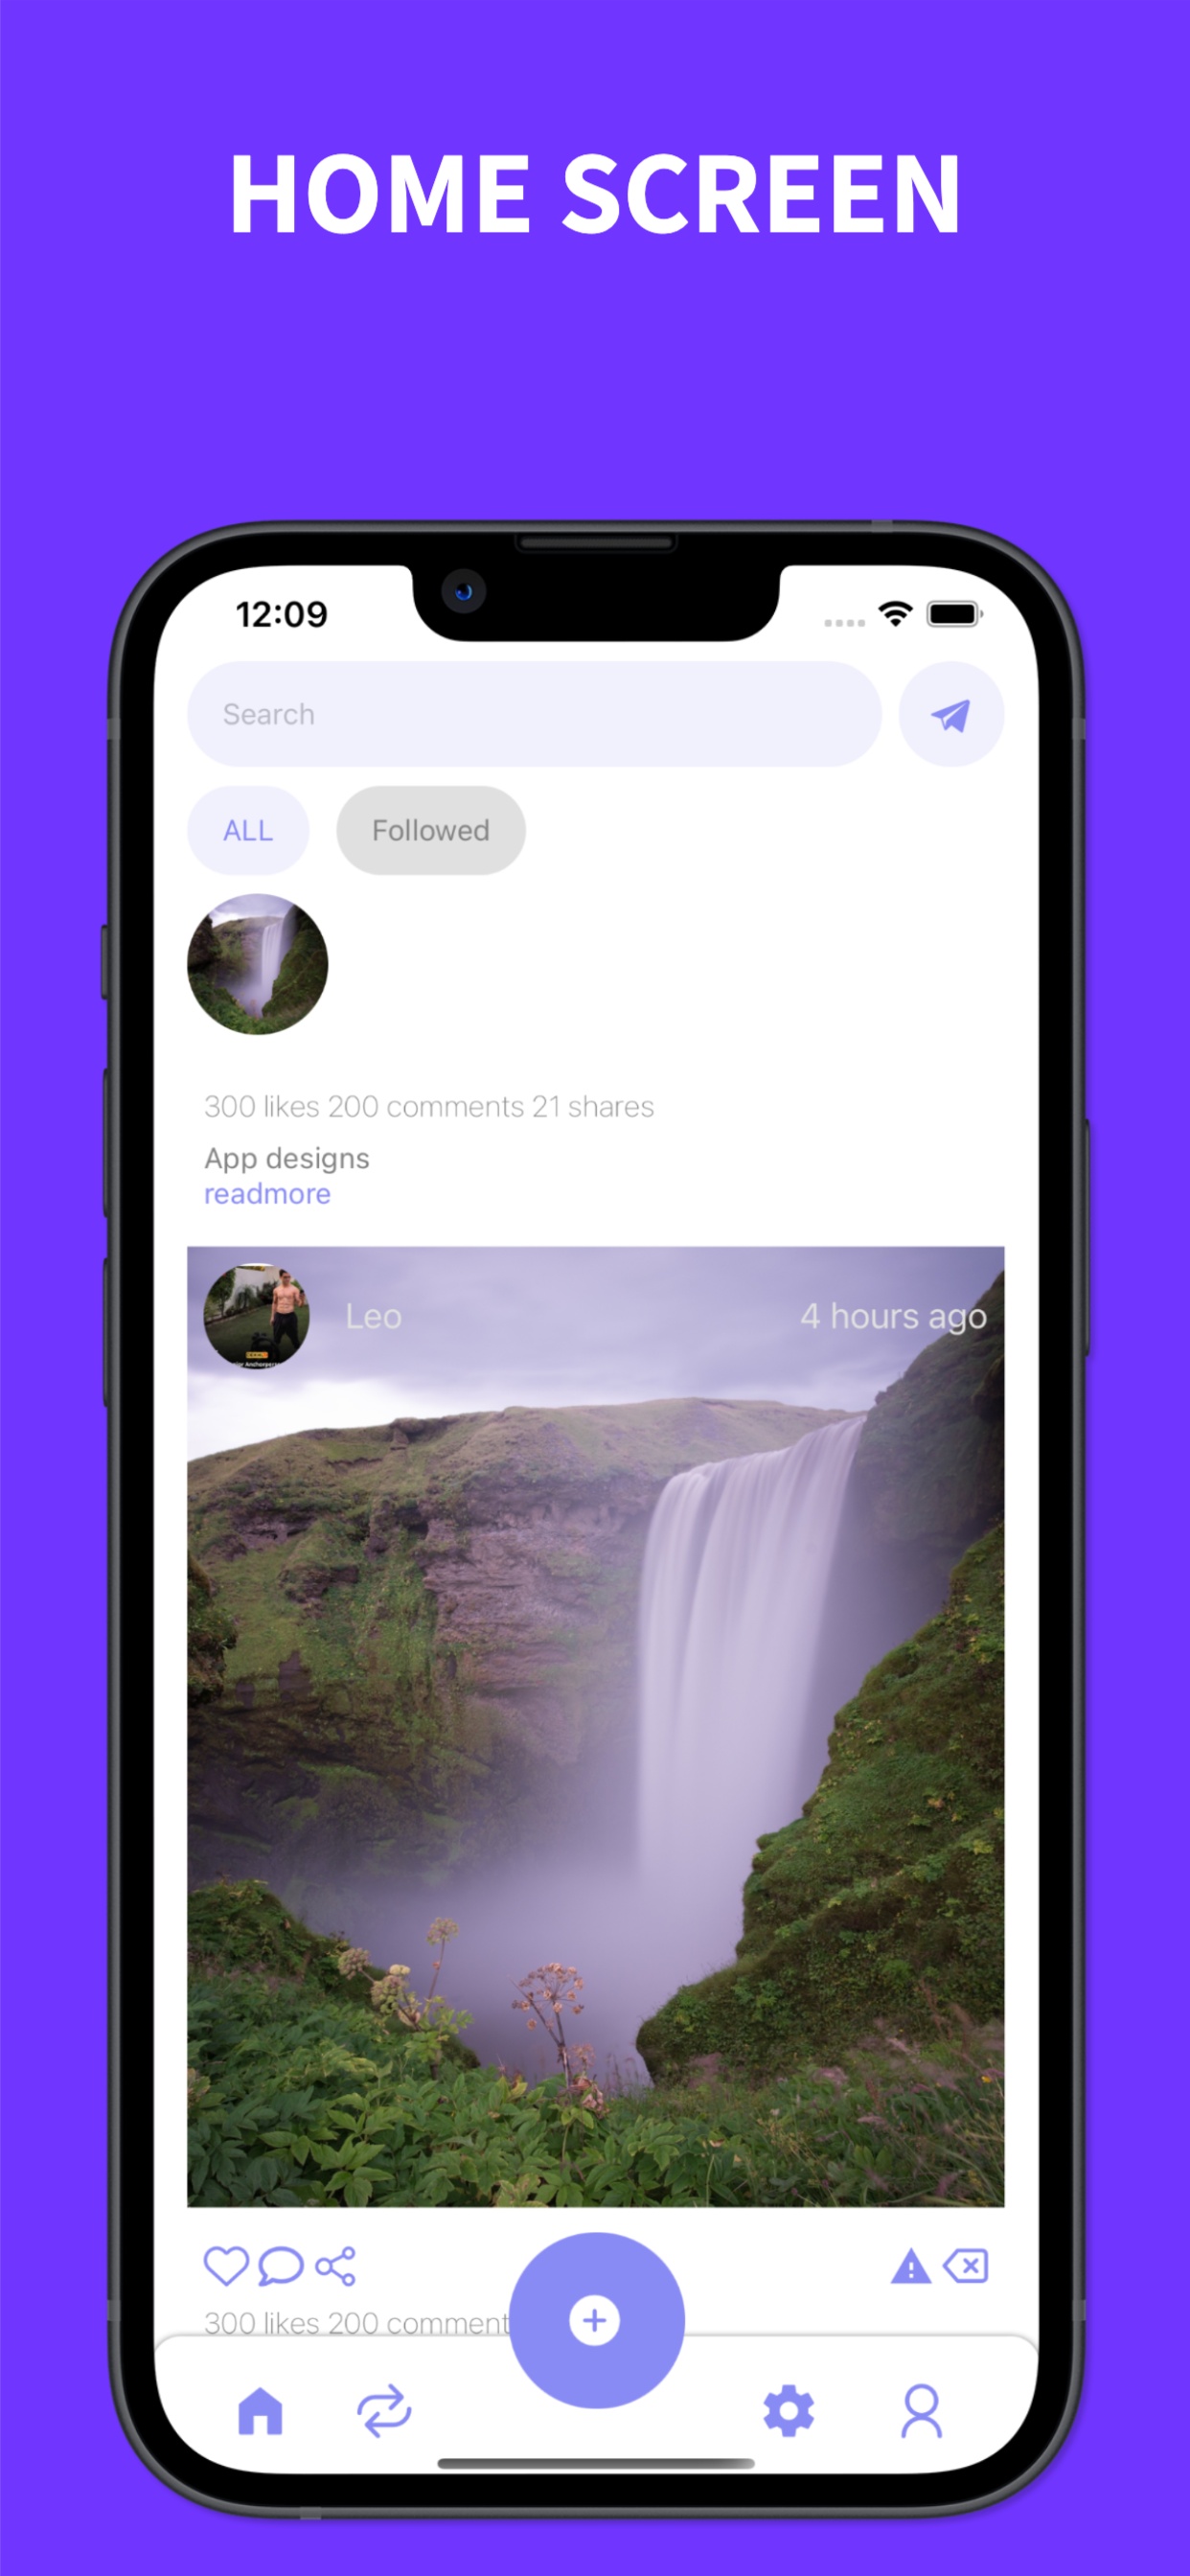 HOME SCREEN
12:09
Search
ALL
Followed
300 likes 200 comments 21 shares
App designs
readmore
Leo
4 hours ago
300 likes 200 comment